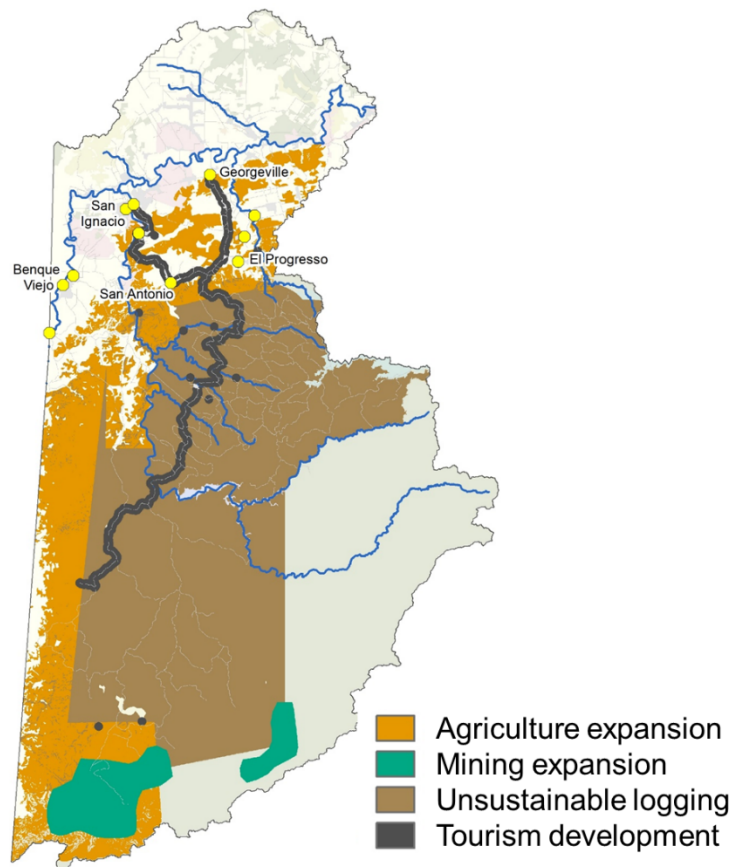 Georgeville
San
Ignacio
El Progresso
Benque
Viejo
San Antonio
Agriculture expansion
Mining expansion
Unsustainable logging
Tourism development